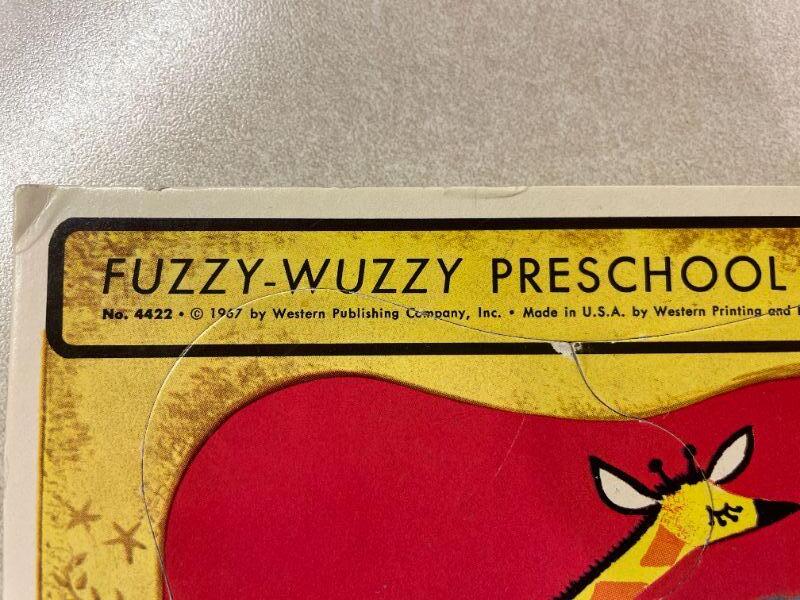 FUZZY-WUZZY PRESCHOOL
No. 4422 • © 1967 by Western Publishing Company, Inc. • Made in U.S.A. by Western Printing and